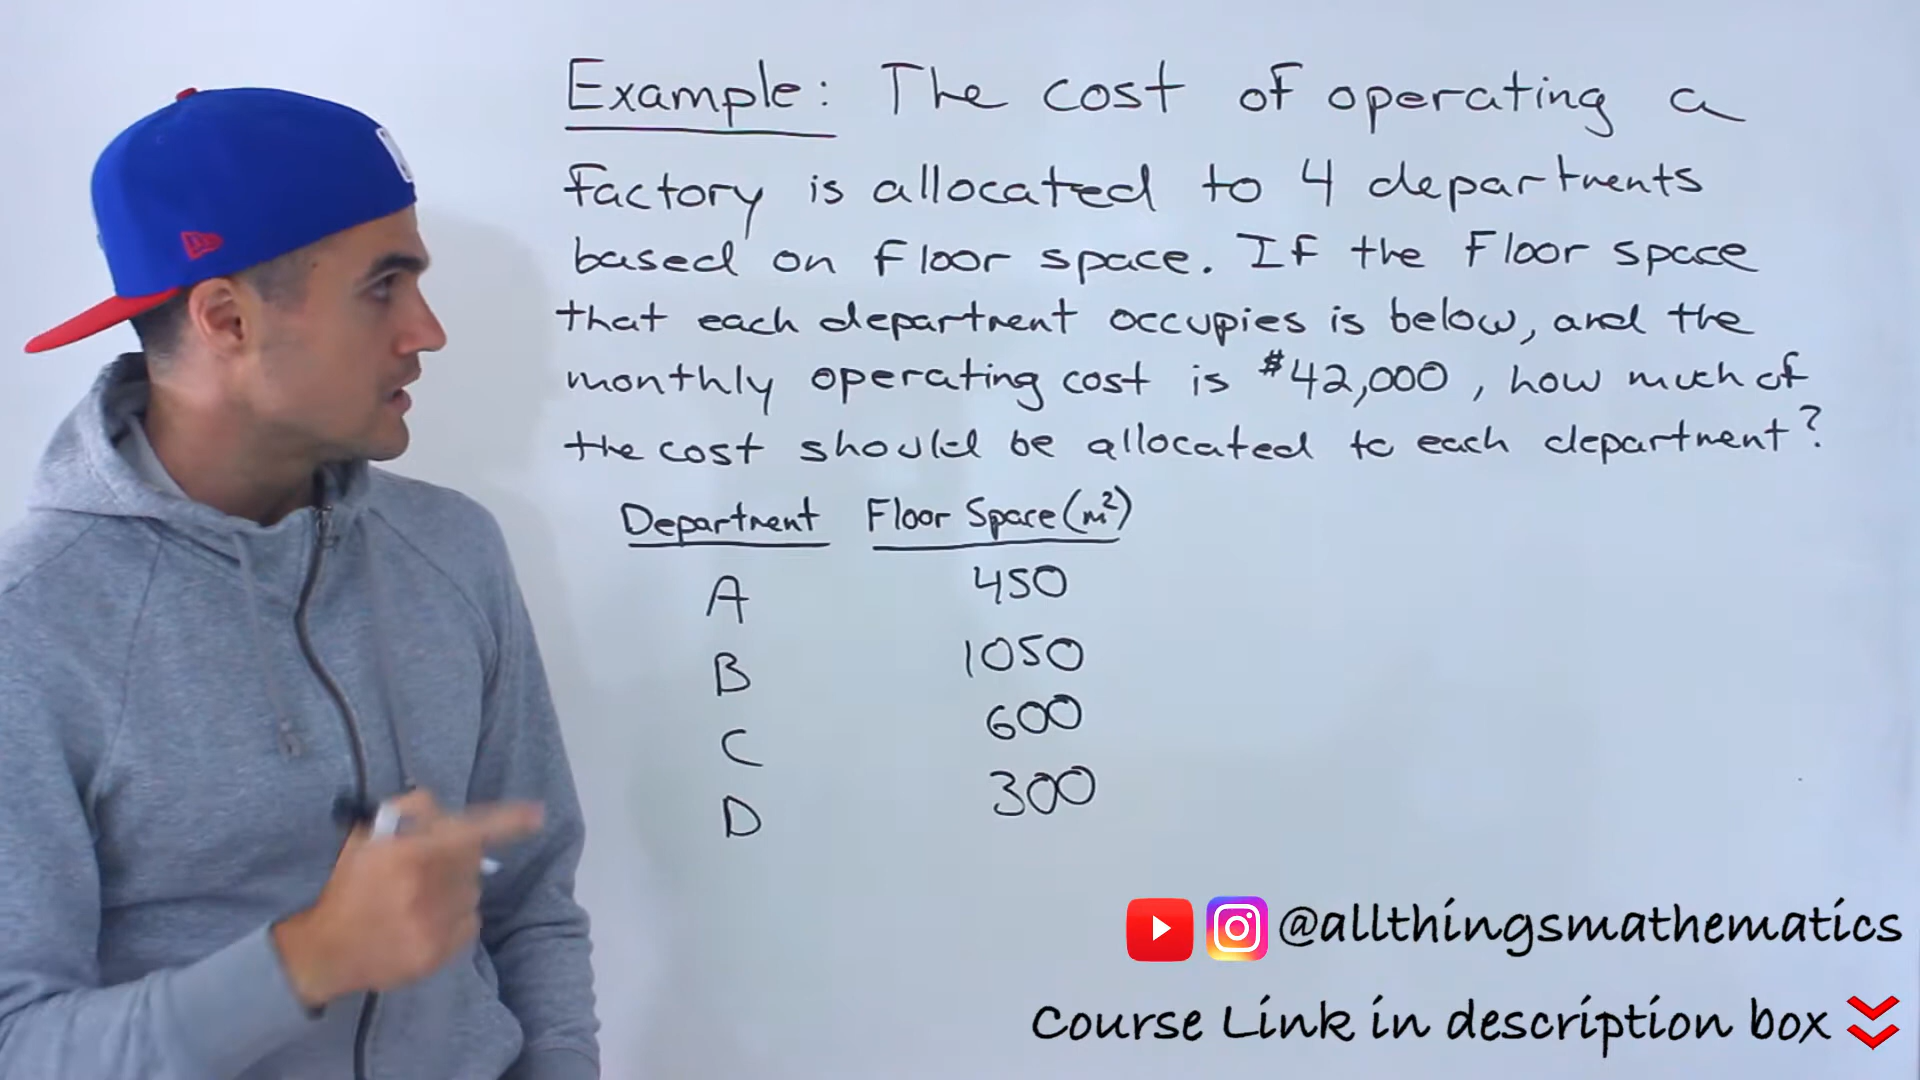 Example: The cost of operating a
factory is allocated to 4 departments
based on floor space. If the floor space
that each department occupies is below, and the
monthly operating cost is $42,000, how much of
the cost should be allocated to each department?
Department Floor Space (m²)
A 450
B 1050
C 600
D 300
@allthingsmathematics
Course Link in description box